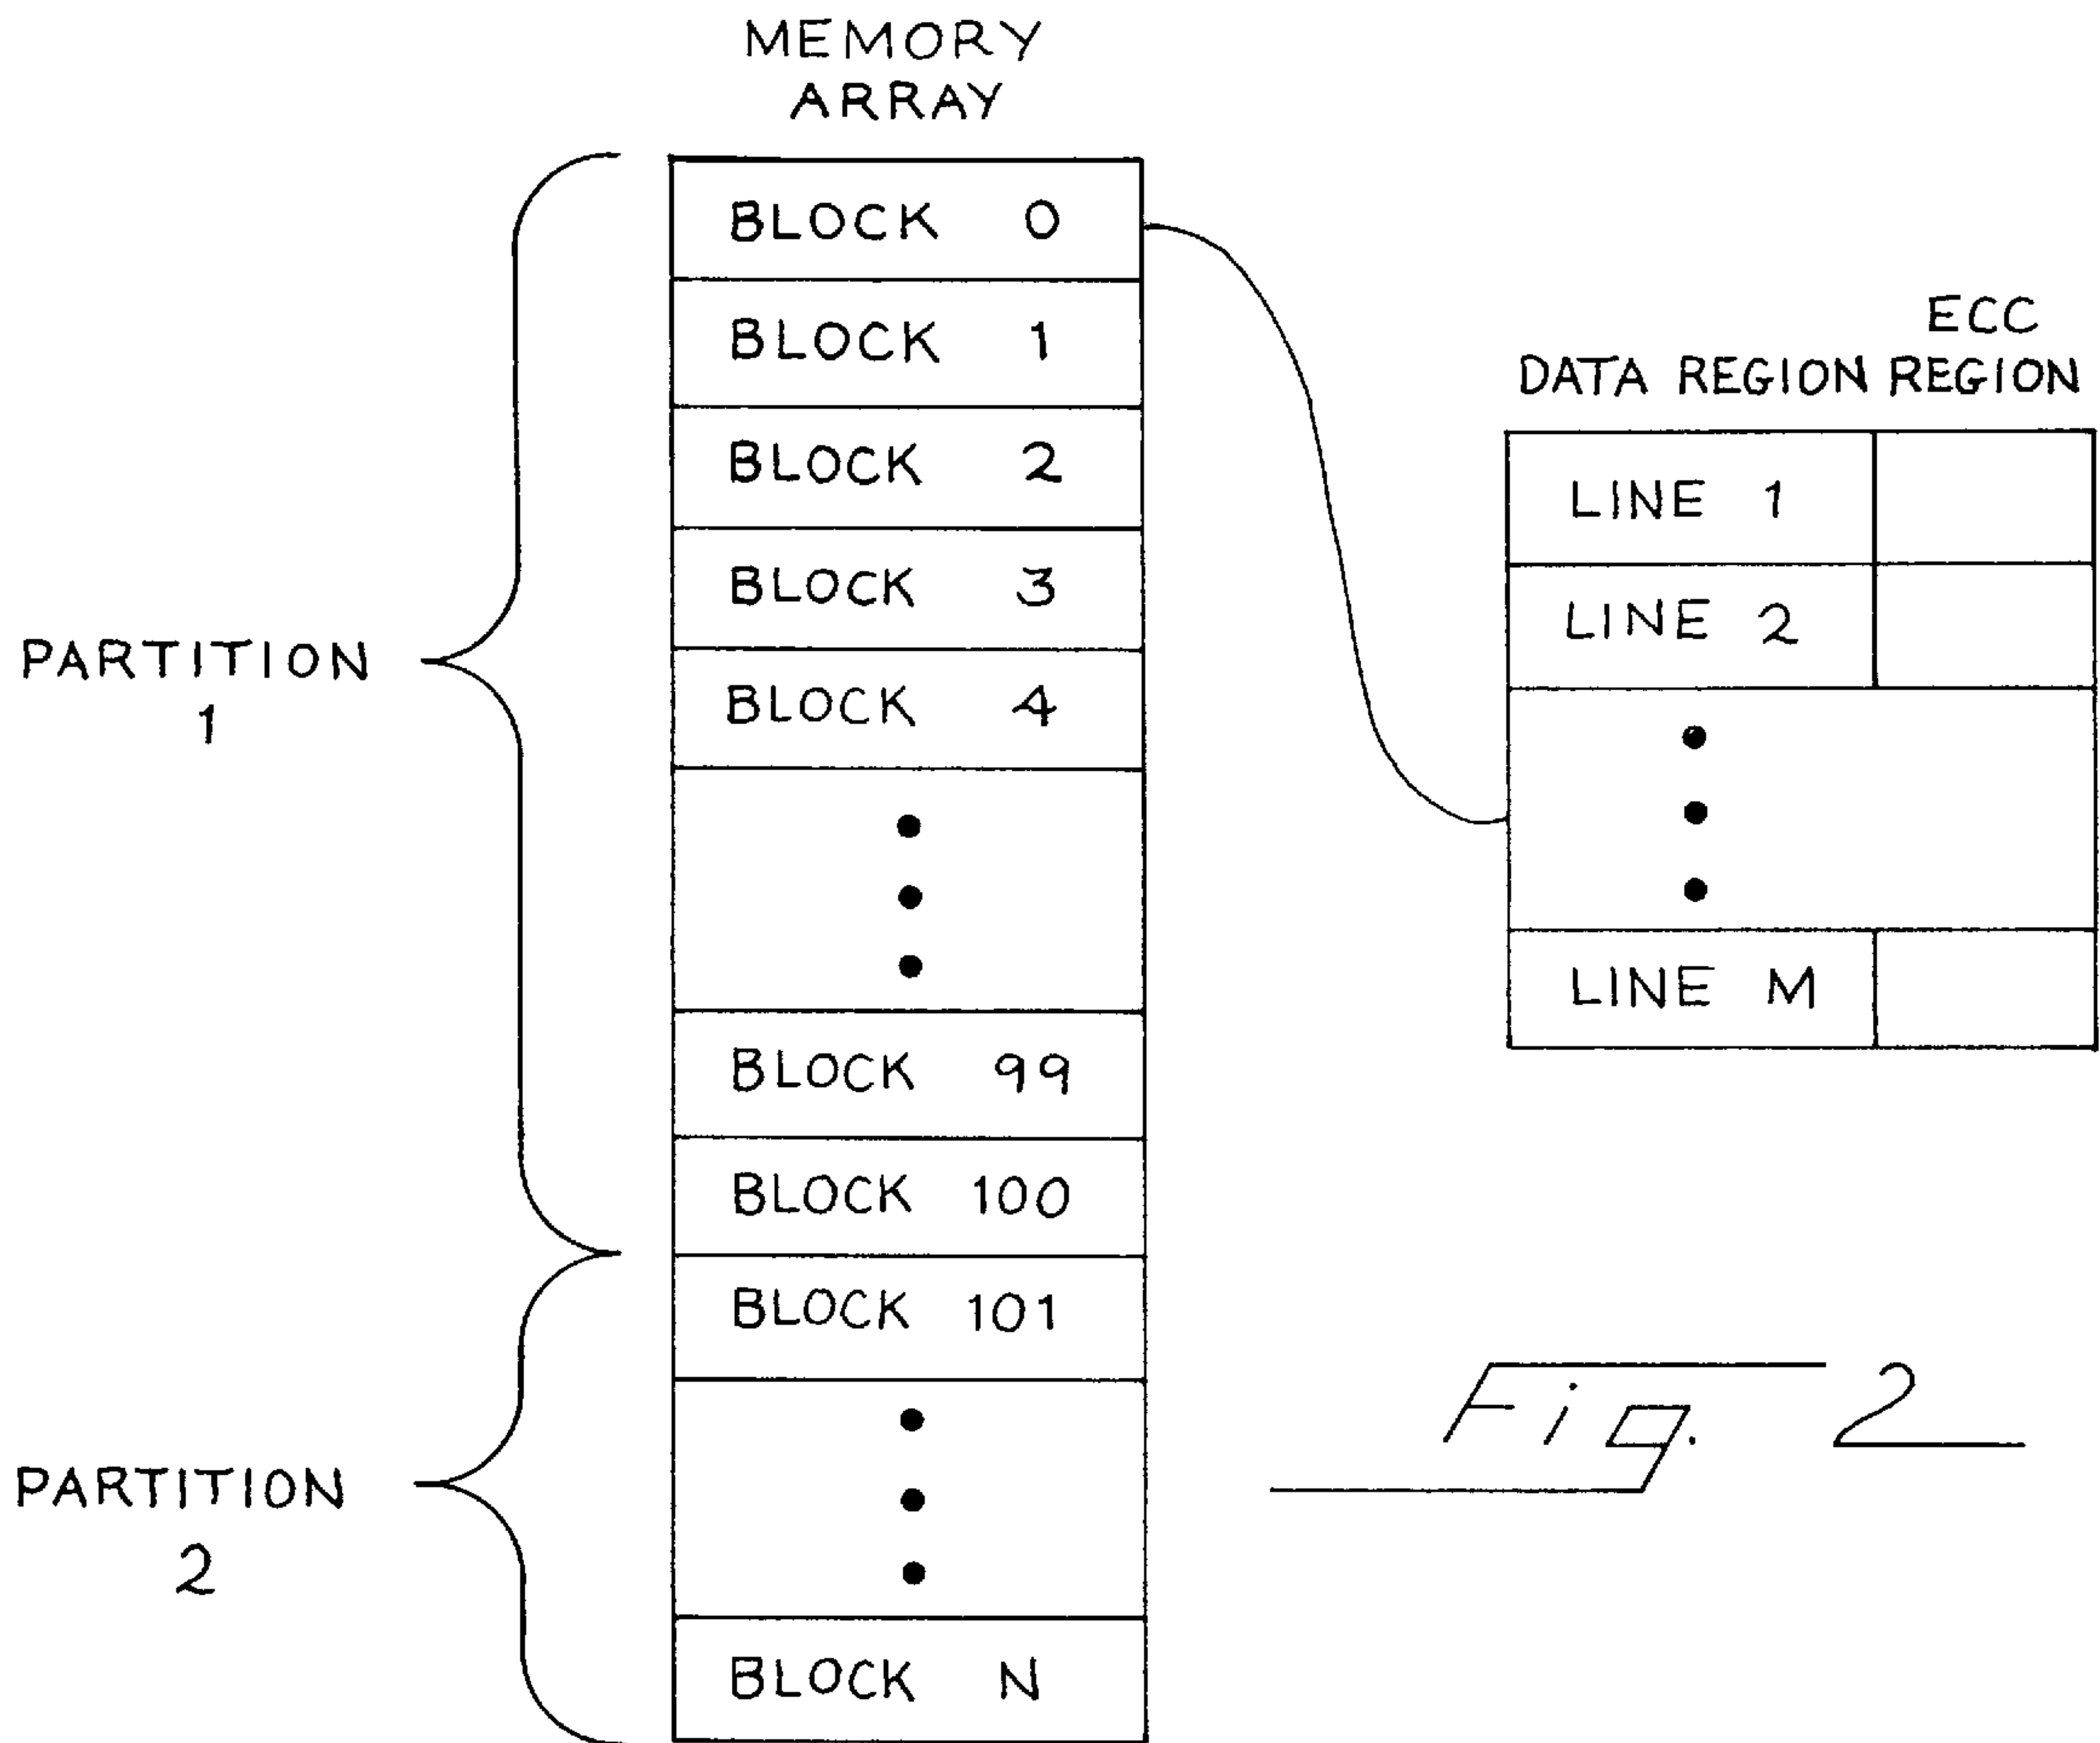 MEMORY
ARRAY
BLOCK 0
BLOCK 1
BLOCK 2
BLOCK 3
BLOCK 4
BLOCK 99
BLOCK 100
BLOCK 101
BLOCK N
PARTITION
1
PARTITION
2
ECC
DATA REGION REGION
LINE 1
LINE 2
LINE M
Fig. 2